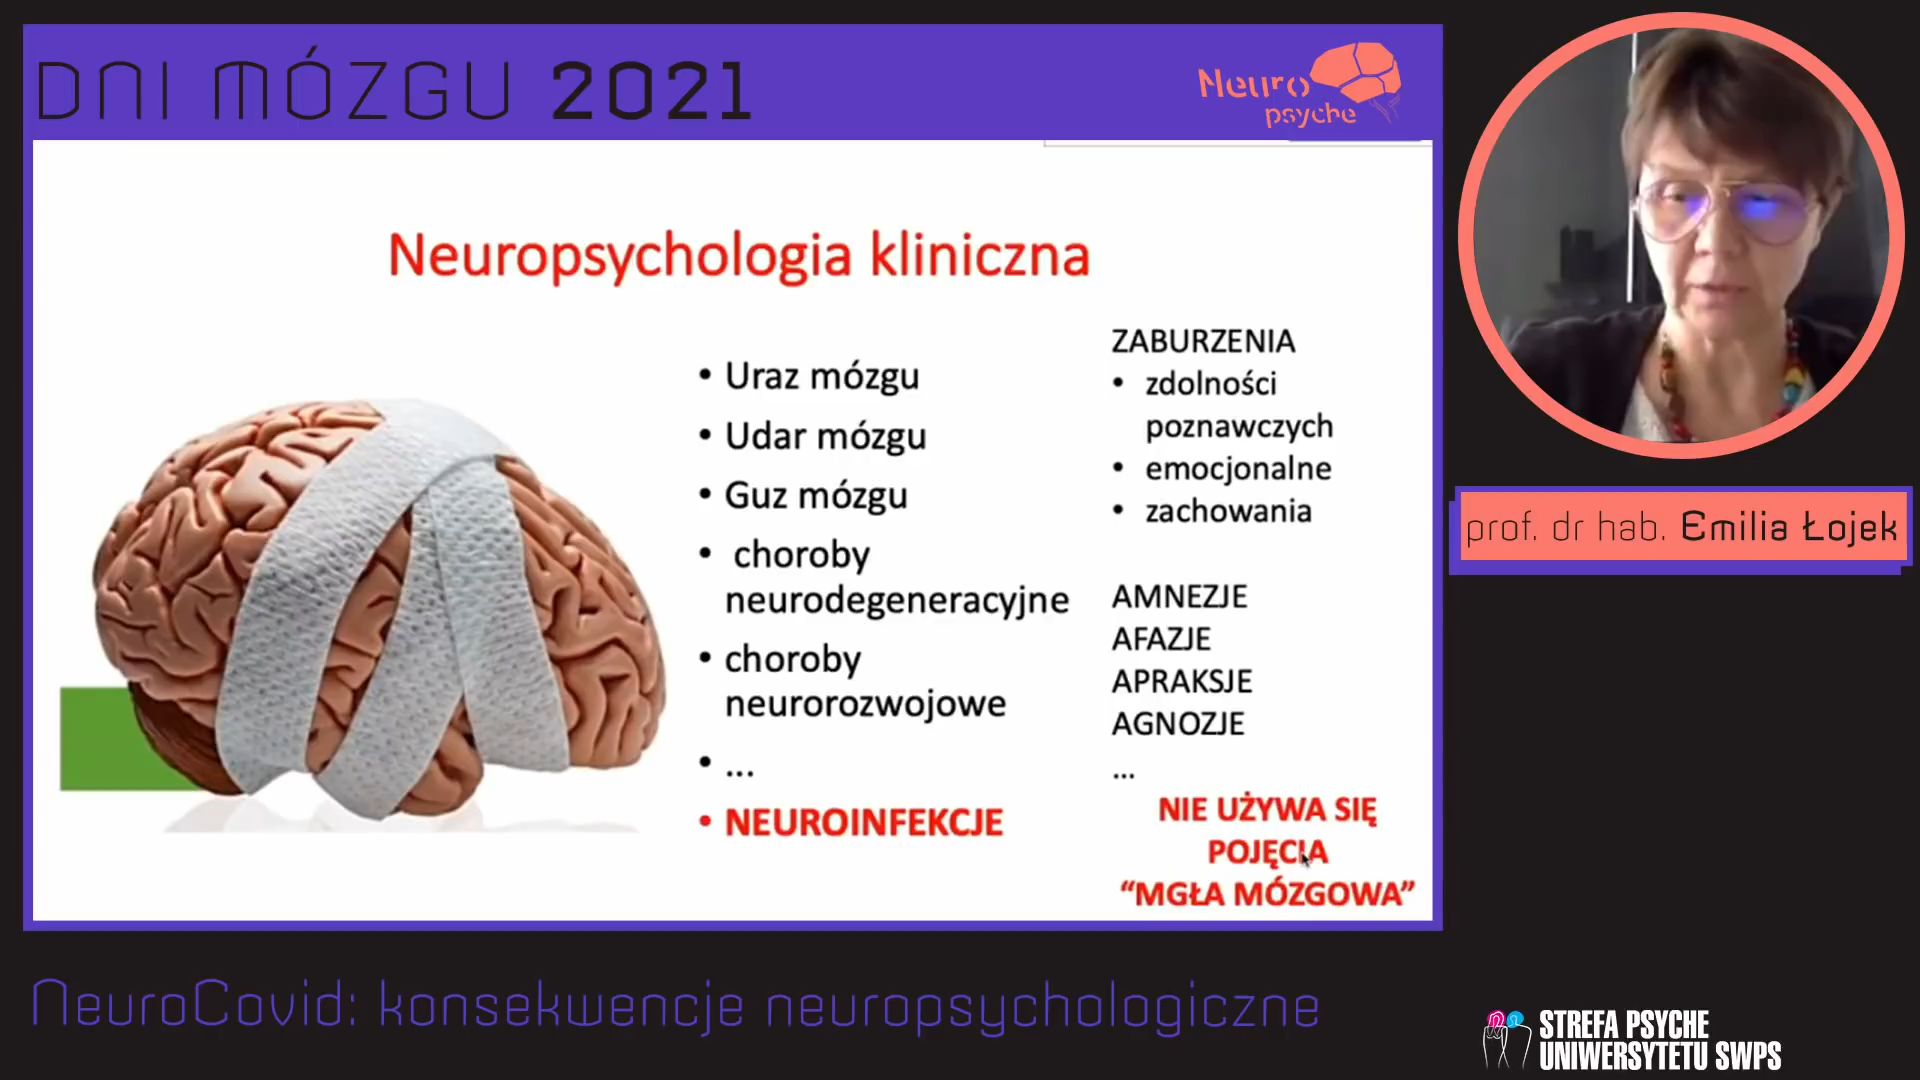 DNI MÓZGU 2021
Neuro
psyche
Neuropsychologia kliniczna
• Uraz mózgu
• Udar mózgu
• Guz mózgu
• choroby
neurodegeneracyjne
• choroby
neurorozwojowe
• ...
• NEUROINFEKCJE
ZABURZENIA
• zdolności
poznawczych
• emocjonalne
• zachowania
AMNEZJE
AFAZJE
APRAKSJE
AGNOZJE
...
NIE UŻYWA SIĘ
POJĘCIA
“MGŁA MÓZGOWA”
prof. dr hab. Emilia Łojek
NeuroCovid: konsekwencje neuropsychologiczne
STREFA PSYCHE
UNIWERSYTETU SWPS